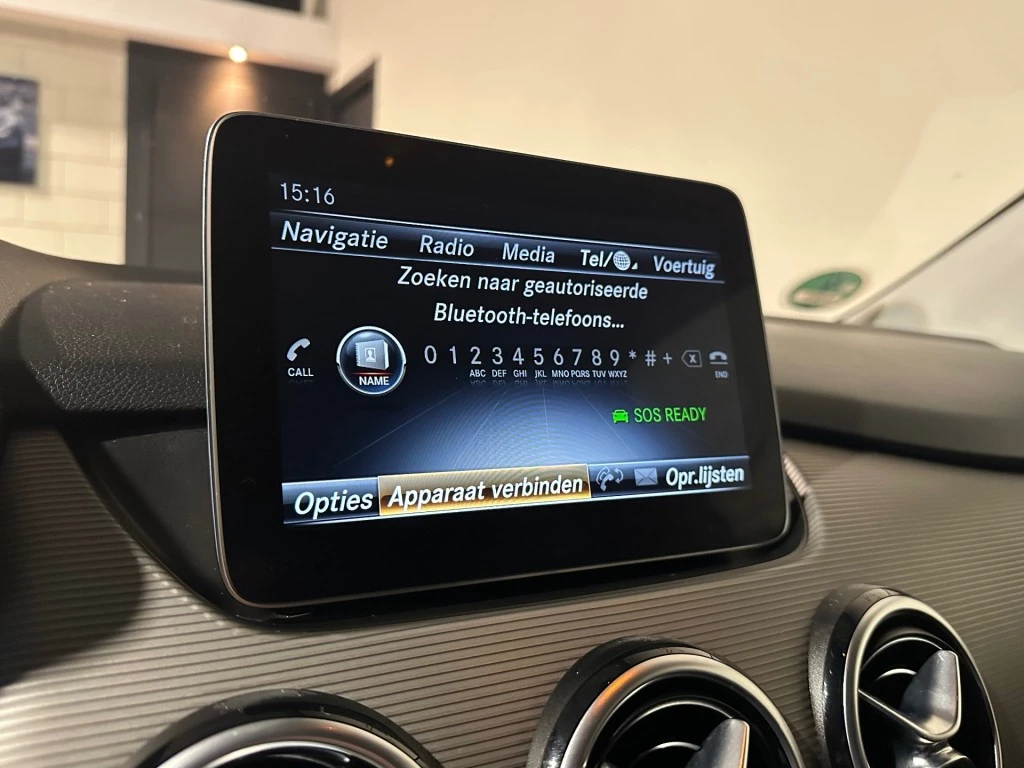 15:16
Navigatie Radio Media Tel/ Voertuig
Zoeken naar geautoriseerde
Bluetooth-telefoons...
CALL NAME 0 1 2 3 4 5 6 7 8 9 * # + END
ABC DEF GHI JKL MNO PQRS TUV WXYZ
SOS READY
Opties Apparaat verbinden Opr.lijsten